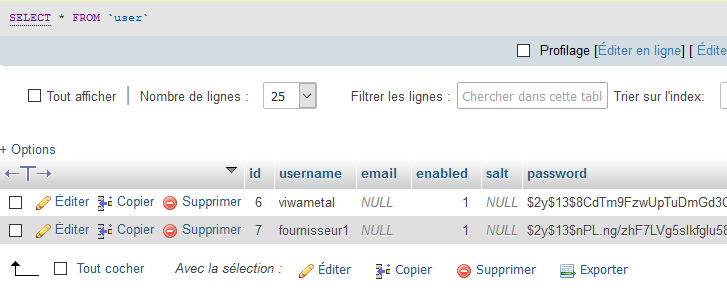 SELECT * FROM `user`
Profilage [Éditer en ligne] [ Édite
Tout afficher Nombre de lignes : 25 Filtrer les lignes : Chercher dans cette table Trier sur l'index:
+ Options
←T→ id username email enabled salt password
Éditer Copier Supprimer 6 viwametal NULL 1 NULL $2y$13$8CdTm9FzwUpTuDmGd3C
Éditer Copier Supprimer 7 fournisseur1 NULL 1 NULL $2y$13$nPL.ng/zhF7LVg5slkfglu58
Tout cocher Avec la sélection : Éditer Copier Supprimer Exporter